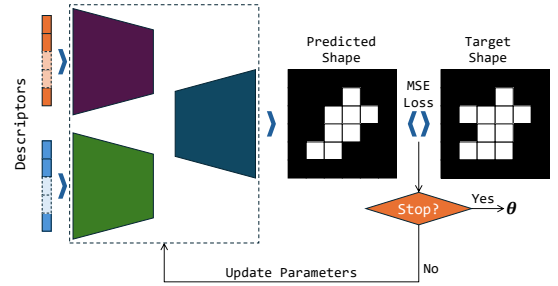 Descriptors
Predicted
Shape
MSE
Loss
Target
Shape
Stop?
Yes
θ
No
Update Parameters